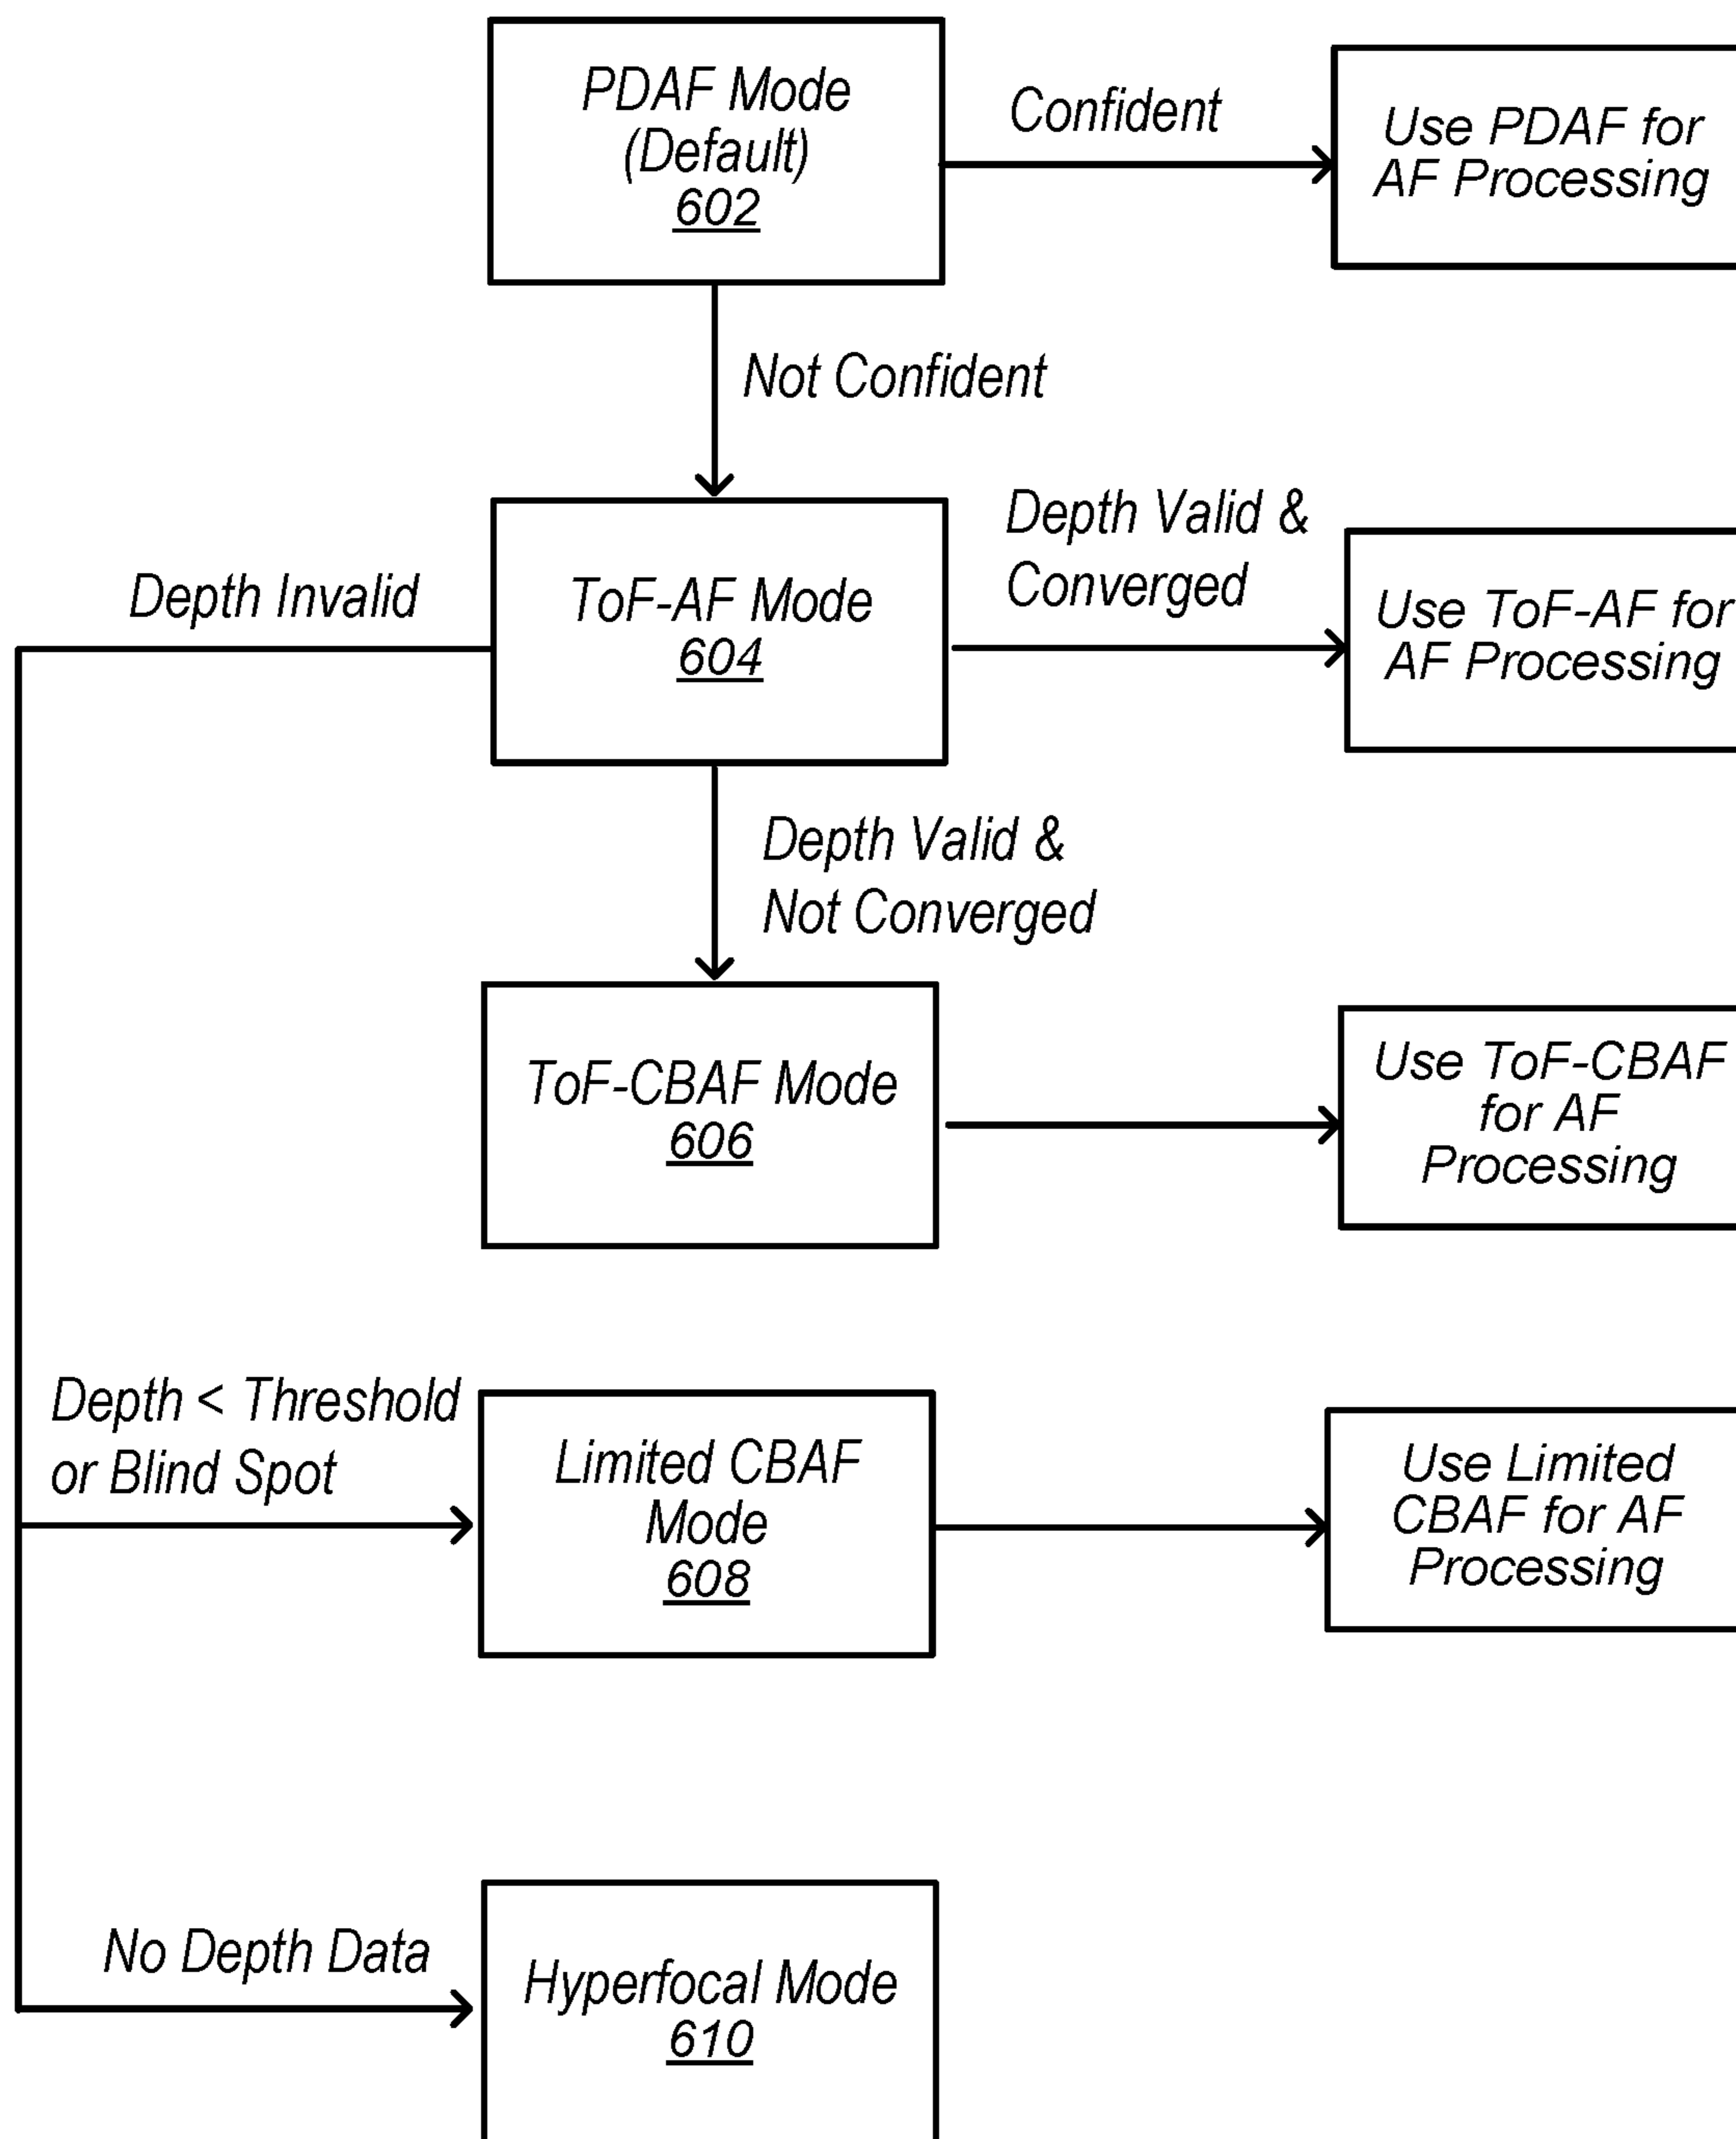 PDAF Mode
(Default)
602
Confident
Use PDAF for
AF Processing
Not Confident
Depth Invalid
ToF-AF Mode
604
Depth Valid &
Converged
Use ToF-AF for
AF Processing
Depth Valid &
Not Converged
ToF-CBAF Mode
606
Use ToF-CBAF
for AF
Processing
Depth < Threshold
or Blind Spot
Limited CBAF
Mode
608
Use Limited
CBAF for AF
Processing
No Depth Data
Hyperfocal Mode
610